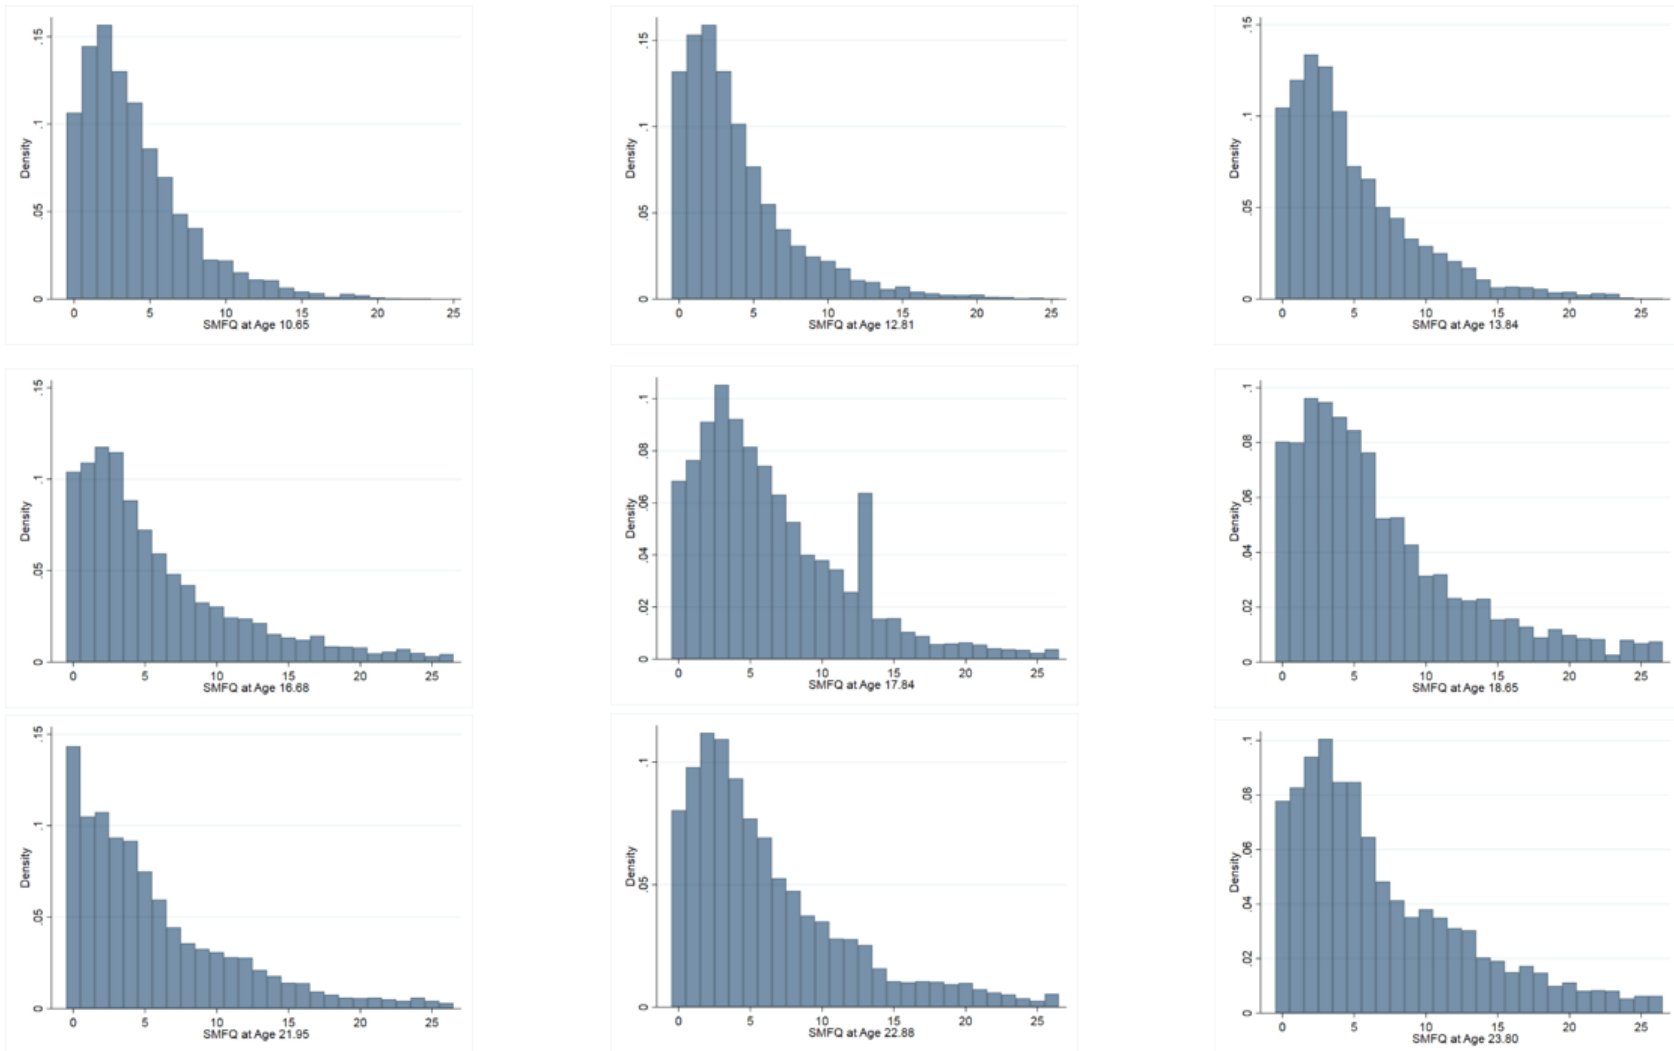 .15
.1
.05
0
Density
0 5 10 15 20 25
SMFQ at Age 10.65
.15
.1
.05
0
Density
0 5 10 15 20 25
SMFQ at Age 12.81
.15
.1
.05
0
Density
0 5 10 15 20 25
SMFQ at Age 13.84
.15
.1
.05
0
Density
0 5 10 15 20 25
SMFQ at Age 16.68
.1
.08
.06
.04
.02
0
Density
0 5 10 15 20 25
SMFQ at Age 17.84
.1
.08
.06
.04
.02
0
Density
0 5 10 15 20 25
SMFQ at Age 18.65
.15
.1
.05
0
Density
0 5 10 15 20 25
SMFQ at Age 21.95
.1
.05
0
Density
0 5 10 15 20 25
SMFQ at Age 22.88
.1
.08
.06
.04
.02
0
Density
0 5 10 15 20 25
SMFQ at Age 23.80